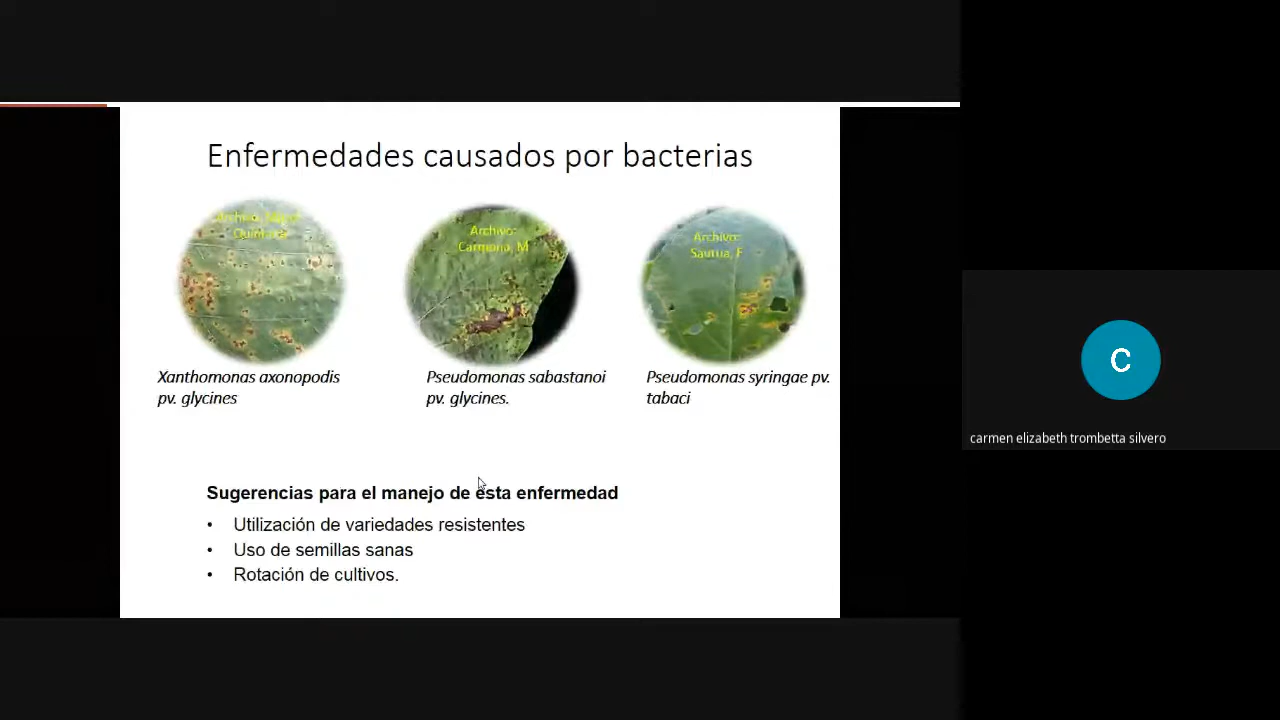 Enfermedades causados por bacterias
Archivo:
Quintana
Archivo:
Carmona, M
Archivo:
Sautua, F
Xanthomonas axonopodis
pv. glycines
Pseudomonas sabastanoi
pv. glycines.
Pseudomonas syringae pv.
tabaci
C
carmen elizabeth trombetta silvero
Sugerencias para el manejo de esta enfermedad
• Utilización de variedades resistentes
• Uso de semillas sanas
• Rotación de cultivos.